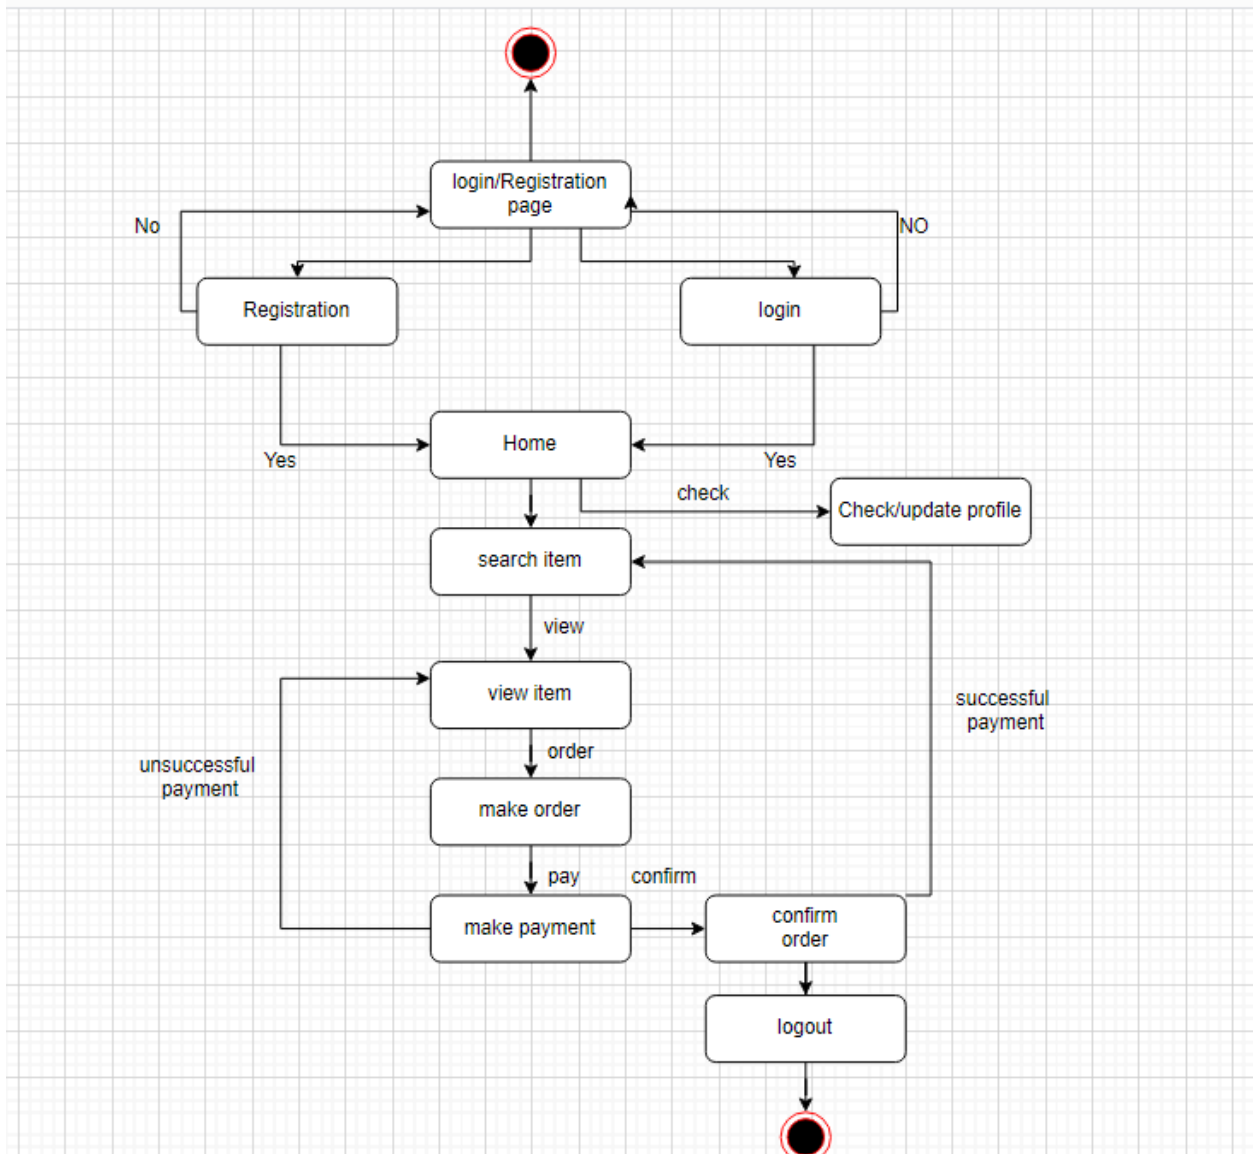 login/Registration
page
No
NO
Registration
login
Home
Yes
Yes
check
Check/update profile
search item
view
view item
successful
payment
order
unsuccessful
payment
make order
pay
confirm
make payment
confirm
order
logout